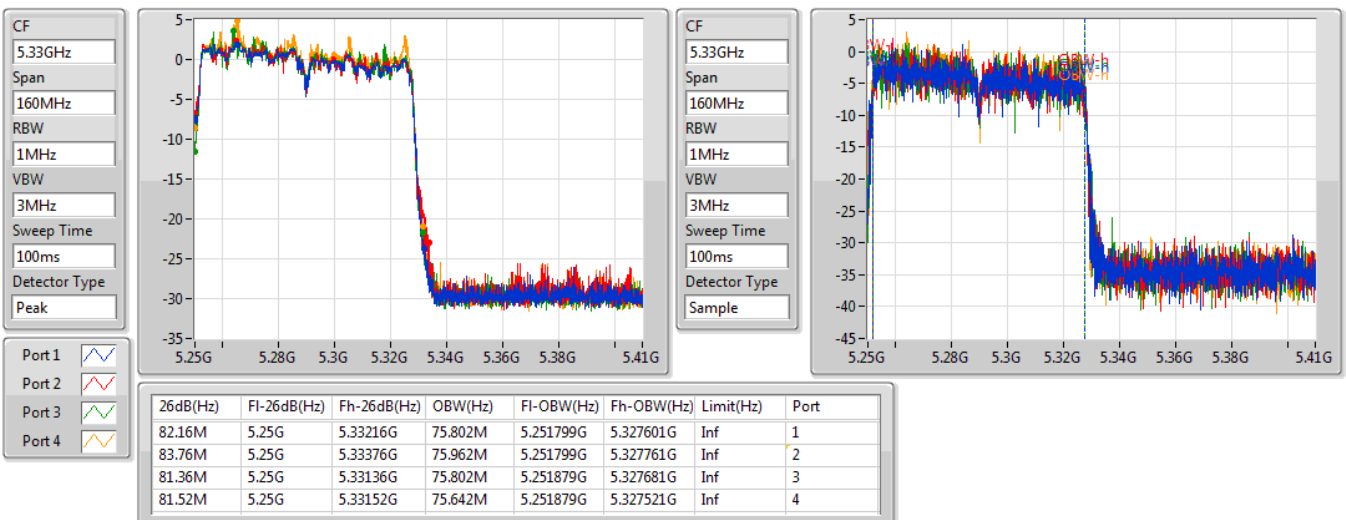 CF
5.33GHz
Span
160MHz
RBW
1MHz
VBW
3MHz
Sweep Time
100ms
Detector Type
Peak
5
0
-5
-10
-15
-20
-25
-30
-35
5.25G 5.28G 5.3G 5.32G 5.34G 5.36G 5.38G 5.41G
CF
5.33GHz
Span
160MHz
RBW
1MHz
VBW
3MHz
Sweep Time
100ms
Detector Type
Sample
5
0
-5
-10
-15
-20
-25
-30
-35
-40
-45
5.25G 5.28G 5.3G 5.32G 5.34G 5.36G 5.38G 5.41G
Port 1
Port 2
Port 3
Port 4
26dB(Hz) Fl-26dB(Hz) Fh-26dB(Hz) OBW(Hz) Fl-OBW(Hz) Fh-OBW(Hz) Limit(Hz) Port
82.16M 5.25G 5.33216G 75.802M 5.251799G 5.327601G Inf 1
83.76M 5.25G 5.33376G 75.962M 5.251799G 5.327761G Inf 2
81.36M 5.25G 5.33136G 75.802M 5.251879G 5.327681G Inf 3
81.52M 5.25G 5.33152G 75.642M 5.251879G 5.327521G Inf 4